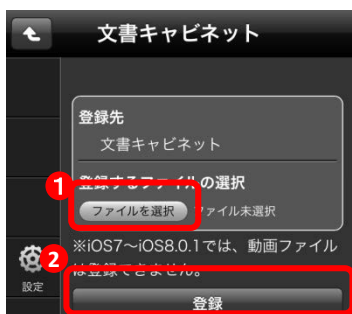 文書キャビネット
登録先
文書キャビネット
1
登録するファイルの選択
ファイルを選択 ファイル未選択
※iOS7〜iOS8.0.1では、動画ファイル
は登録できません。
2
設定
登録